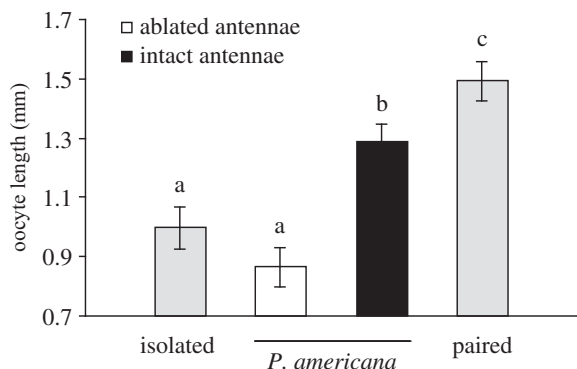 1.7
1.5
1.3
1.1
0.9
0.7
oocyte length (mm)
ablated antennae
intact antennae
a
a
b
c
isolated
P. americana
paired